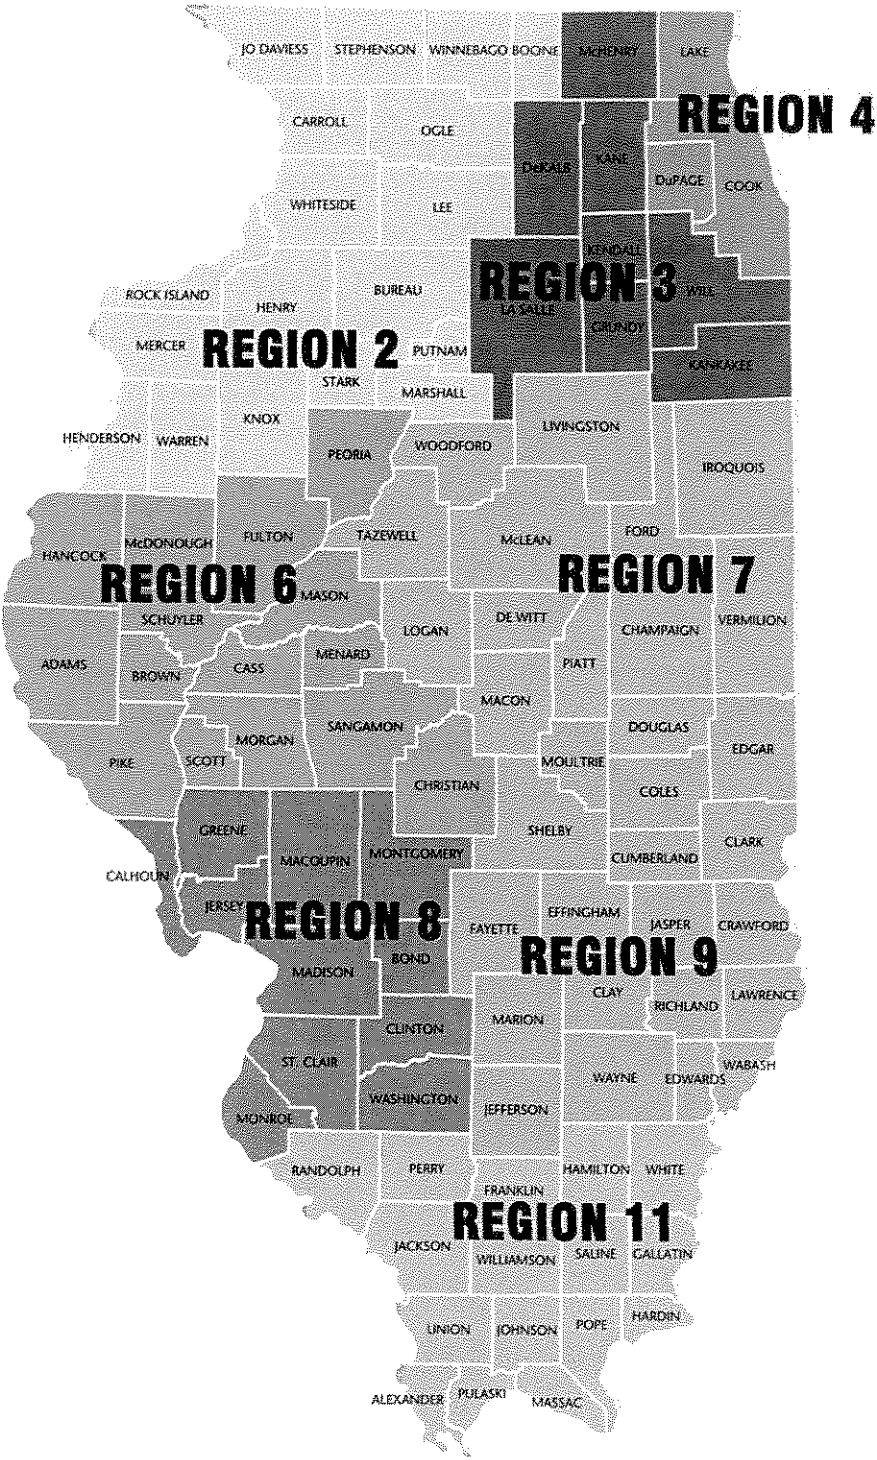 JO DAVIESS
STEPHENSON
WINNEBAGO
BOONE
McHENRY
LAKE
REGION 4
CARROLL
OGLE
DeKALB
KANE
DuPAGE
COOK
WHITESIDE
LEE
KENDALL
REGION 3
WILL
LA SALLE
GRUNDY
KANKAKEE
ROCK ISLAND
HENRY
BUREAU
MERCER
REGION 2
PUTNAM
STARK
MARSHALL
HENDERSON
WARREN
KNOX
PEORIA
WOODFORD
LIVINGSTON
IROQUOIS
HANCOCK
McDONOUGH
FULTON
TAZEWELL
McLEAN
FORD
REGION 6
REGION 7
MASON
SCHUYLER
LOGAN
DE WITT
CHAMPAIGN
VERMILION
ADAMS
BROWN
CASS
MENARD
PIATT
MACON
PIKE
SCOTT
MORGAN
SANGAMON
DOUGLAS
EDGAR
MOULTRIE
CHRISTIAN
COLES
GREENE
SHELBY
CLARK
MACOUPIN
MONTGOMERY
CUMBERLAND
CALHOUN
JERSEY
REGION 8
FAYETTE
EFFINGHAM
JASPER
CRAWFORD
REGION 9
MADISON
BOND
CLAY
RICHLAND
LAWRENCE
MARION
CLINTON
ST. CLAIR
WAYNE
EDWARDS
WABASH
WASHINGTON
JEFFERSON
MONROE
RANDOLPH
PERRY
HAMILTON
WHITE
FRANKLIN
REGION 11
JACKSON
WILLIAMSON
SALINE
GALLATIN
UNION
JOHNSON
POPE
HARDIN
ALEXANDER
PULASKI
MASSAC